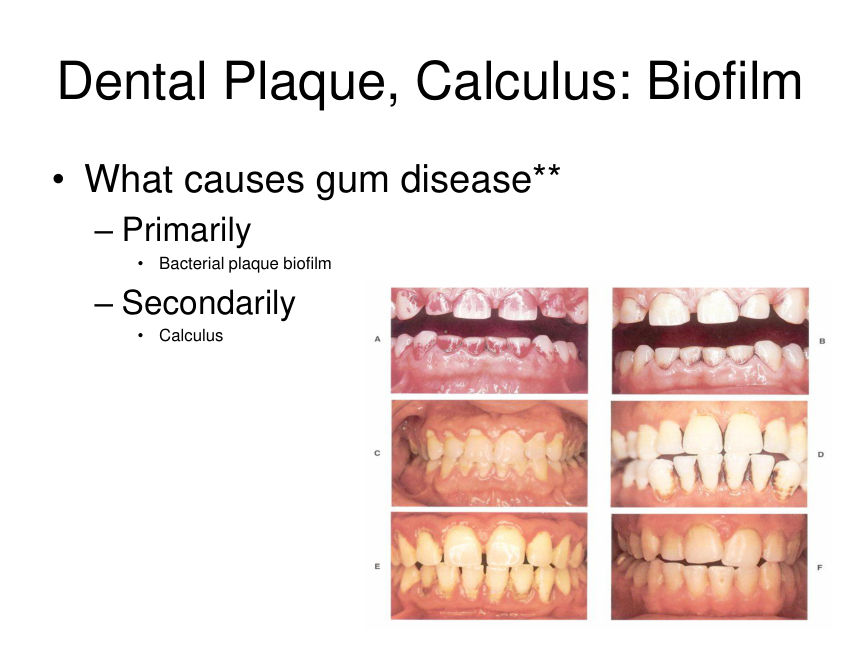 Dental Plaque, Calculus: Biofilm
• What causes gum disease**
– Primarily
• Bacterial plaque biofilm
– Secondarily
• Calculus
A
B
C
D
E
F